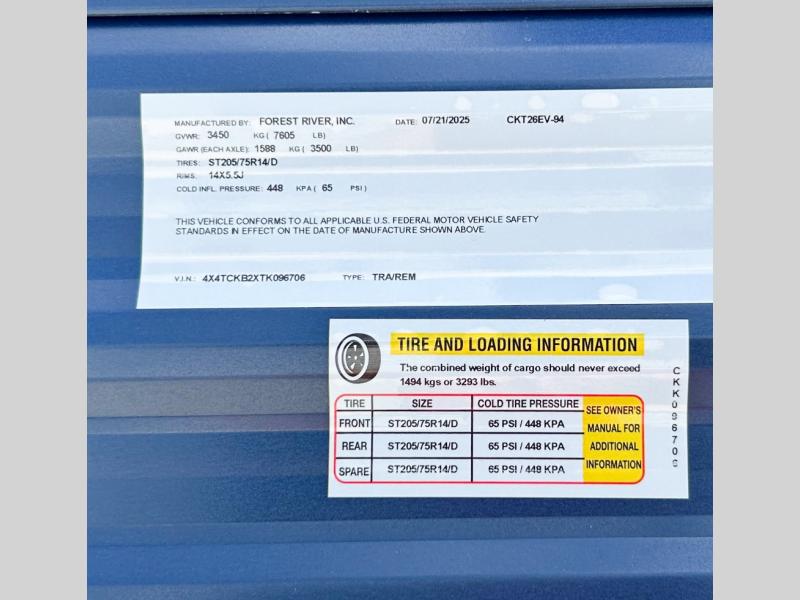 MANUFACTURED BY: FOREST RIVER, INC. DATE: 07/21/2025 CKT26EV-94
GVWR: 3450 KG ( 7605 LB)
GAWR (EACH AXLE): 1588 KG ( 3500 LB)
TIRES: ST205/75R14/D
RIMS: 14X5.5J
COLD INFL. PRESSURE: 448 KPA ( 65 PSI )
THIS VEHICLE CONFORMS TO ALL APPLICABLE U.S. FEDERAL MOTOR VEHICLE SAFETY
STANDARDS IN EFFECT ON THE DATE OF MANUFACTURE SHOWN ABOVE.
V.I.N.: 4X4TCKB2XTK096706 TYPE: TRA/REM
TIRE AND LOADING INFORMATION
The combined weight of cargo should never exceed
1494 kgs or 3293 lbs.
TIRE SIZE COLD TIRE PRESSURE
FRONT ST205/75R14/D 65 PSI / 448 KPA
REAR ST205/75R14/D 65 PSI / 448 KPA
SPARE ST205/75R14/D 65 PSI / 448 KPA
SEE OWNER'S
MANUAL FOR
ADDITIONAL
INFORMATION
CKK096706